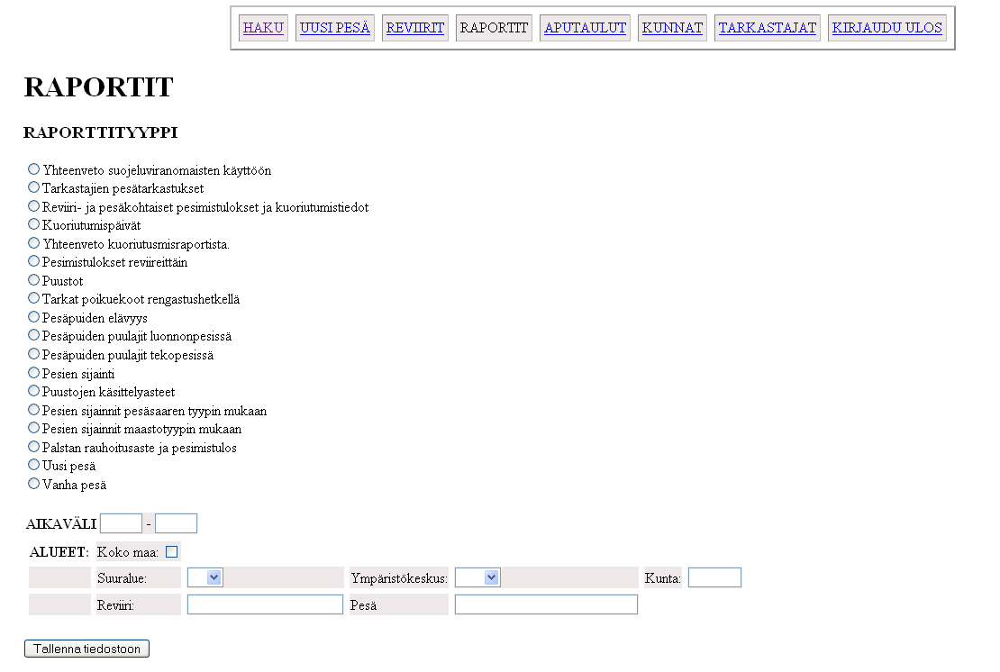 HAKU UUSI PESÄ REVIIRIT RAPORTIT APUTAULUT KUNNAT TARKASTAJAT KIRJAUDU ULOS
RAPORTIT
RAPORTTITYYPPI
Yhteenveto suojeluviranomaisten käyttöön
Tarkastajien pesätarkastukset
Reviiri- ja pesäkohtaiset pesimistulokset ja kuoriutumistiedot
Kuoriutumispäivät
Yhteenveto kuoriutusmisraportista.
Pesimistulokset reviireittäin
Puustot
Tarkat poikuekoot rengastushetkellä
Pesäpuiden elävyys
Pesäpuiden puulajit luonnonpesissä
Pesäpuiden puulajit tekopesissä
Pesien sijainti
Puustojen käsittelyasteet
Pesien sijainnit pesäsaaren tyypin mukaan
Pesien sijainnit maastotyypin mukaan
Palstan rauhoitusaste ja pesimistulos
Uusi pesä
Vanha pesä
AIKAVÄLI -
ALUEET: Koko maa:
Suuralue: Ympäristökeskus: Kunta:
Reviiri: Pesä
Tallenna tiedostoon